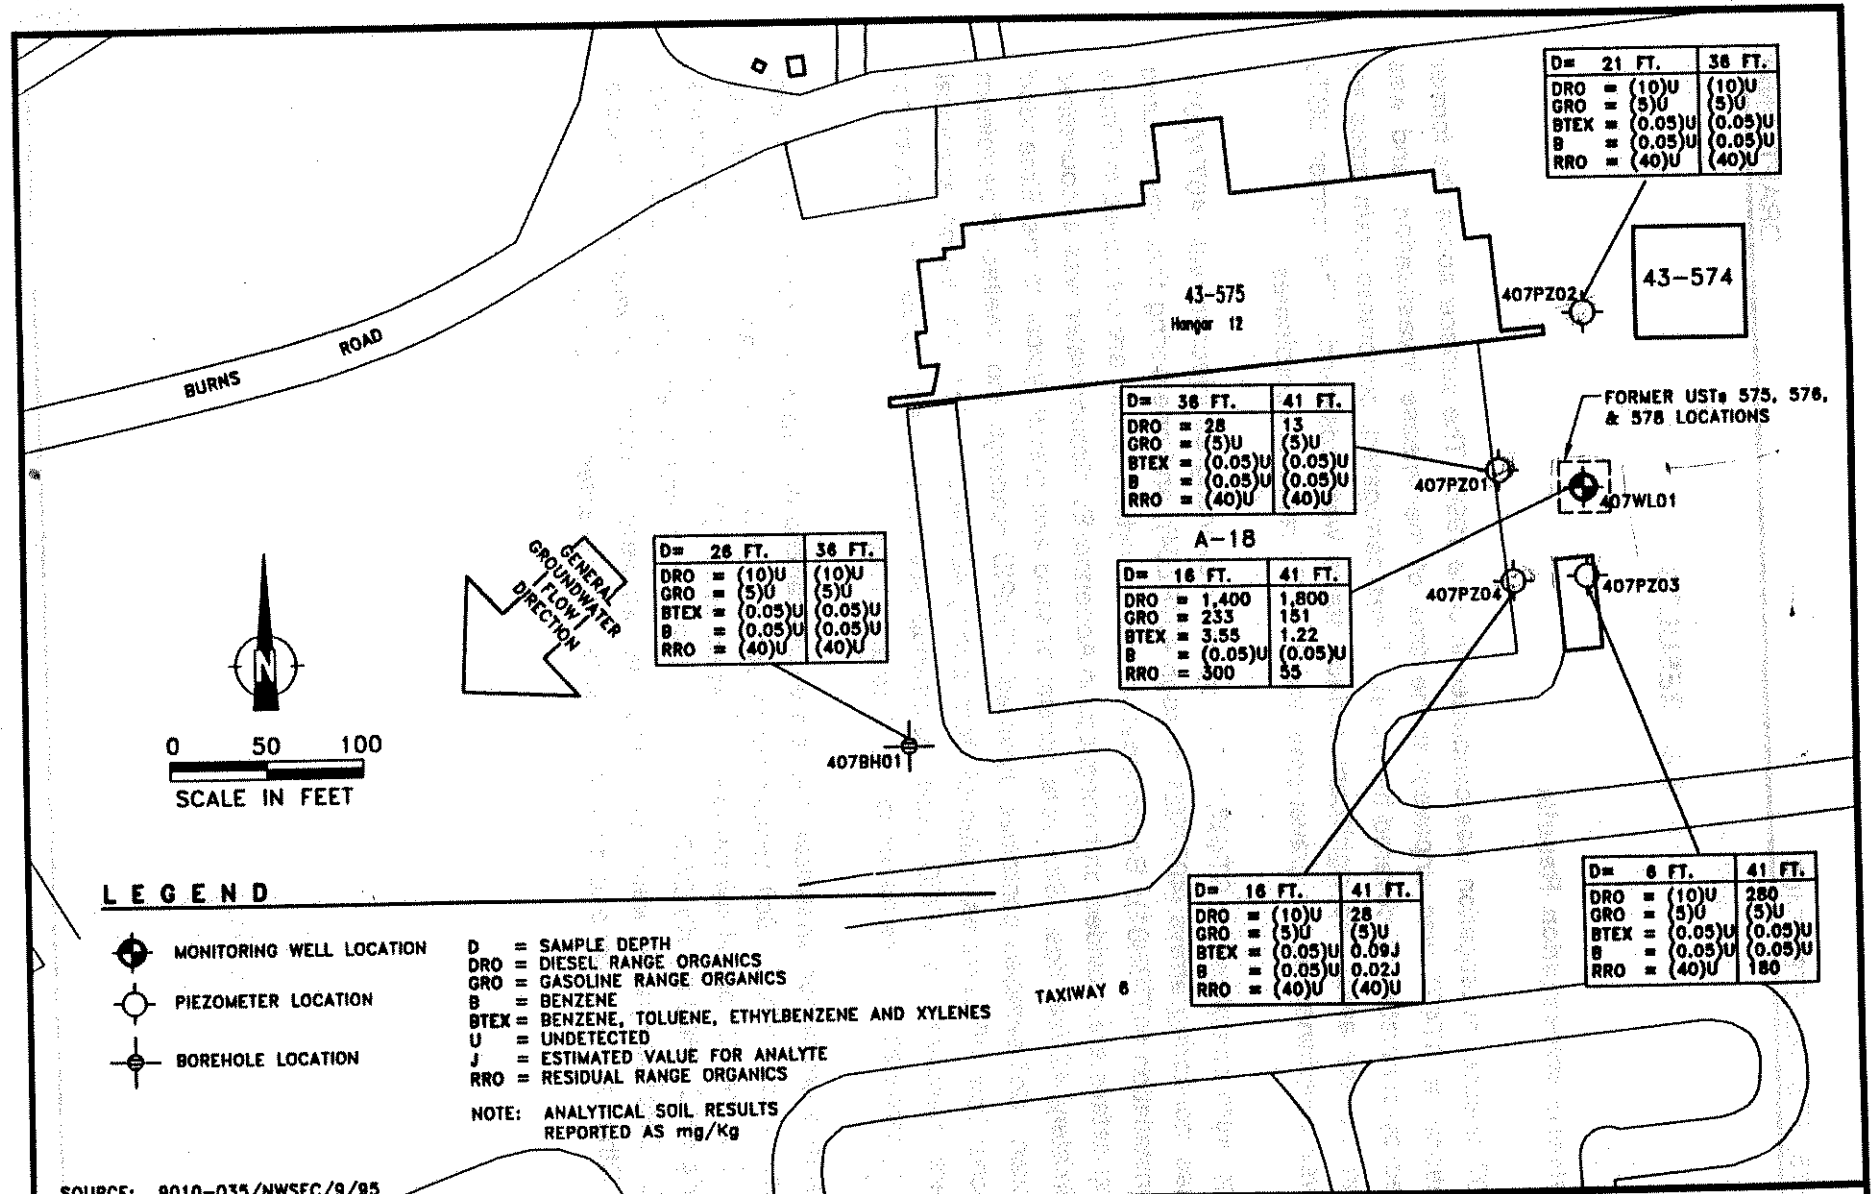 D= 21 FT. 36 FT.
DRO = (10)U (10)U
GRO = (5)U (5)U
BTEX = (0.05)U (0.05)U
B = (0.05)U (0.05)U
RRO = (40)U (40)U
43-574
43-575
Hangar 12
407PZ02
BURNS ROAD
FORMER USTs 575, 576,
& 578 LOCATIONS
D= 36 FT. 41 FT.
DRO = 28 13
GRO = (5)U (5)U
BTEX = (0.05)U (0.05)U
B = (0.05)U (0.05)U
RRO = (40)U (40)U
407PZ01
407WL01
A-18
GENERAL
GROUNDWATER
FLOW
DIRECTION
D= 26 FT. 36 FT.
DRO = (10)U (10)U
GRO = (5)U (5)U
BTEX = (0.05)U (0.05)U
B = (0.05)U (0.05)U
RRO = (40)U (40)U
D= 16 FT. 41 FT.
DRO = 1,400 1,800
GRO = 233 151
BTEX = 3.55 1.22
B = (0.05)U (0.05)U
RRO = 300 55
407PZ04
407PZ03
N
0 50 100
SCALE IN FEET
407BH01
LEGEND
MONITORING WELL LOCATION
PIEZOMETER LOCATION
BOREHOLE LOCATION
D = SAMPLE DEPTH
DRO = DIESEL RANGE ORGANICS
GRO = GASOLINE RANGE ORGANICS
B = BENZENE
BTEX = BENZENE, TOLUENE, ETHYLBENZENE AND XYLENES
U = UNDETECTED
J = ESTIMATED VALUE FOR ANALYTE
RRO = RESIDUAL RANGE ORGANICS
NOTE: ANALYTICAL SOIL RESULTS
REPORTED AS mg/Kg
TAXIWAY 6
D= 16 FT. 41 FT.
DRO = (10)U 28
GRO = (5)U (5)U
BTEX = (0.05)U 0.09J
B = (0.05)U 0.02J
RRO = (40)U (40)U
D= 6 FT. 41 FT.
DRO = (10)U 280
GRO = (5)U (5)U
BTEX = (0.05)U (0.05)U
B = (0.05)U (0.05)U
RRO = (40)U 180
SOURCE: 9010-035/NWSEC/9/95